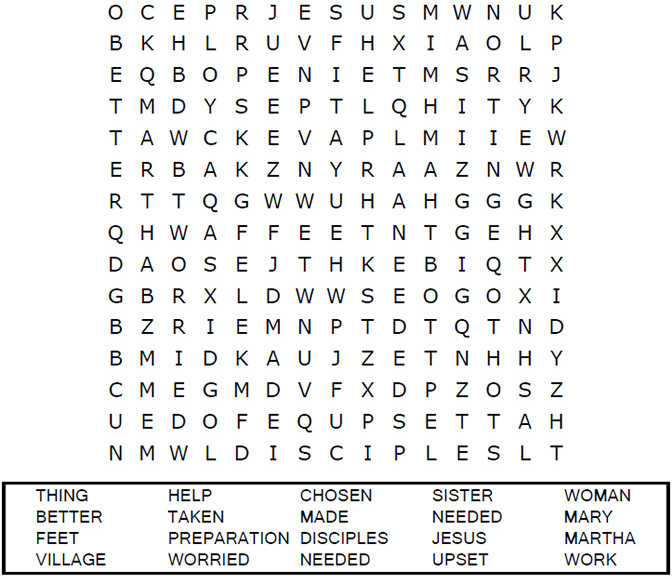 O C E P R J E S U S M W N U K
B K H L R U V F H X I A O L P
E Q B O P E N I E T M S R R J
T M D Y S E P T L Q H I T Y K
T A W C K E V A P L M I I E W
E R B A K Z N Y R A A Z N W R
R T T Q G W W U H A H G G G K
Q H W A F F E E T N T G E H X
D A O S E J T H K E B I Q T X
G B R X L D W W S E O G O X I
B Z R I E M N P T D T Q T N D
B M I D K A U J Z E T N H H Y
C M E G M D V F X D P Z O S Z
U E D O F E Q U P S E T T A H
N M W L D I S C I P L E S L T
THING HELP CHOSEN SISTER WOMAN
BETTER TAKEN MADE NEEDED MARY
FEET PREPARATION DISCIPLES JESUS MARTHA
VILLAGE WORRIED NEEDED UPSET WORK